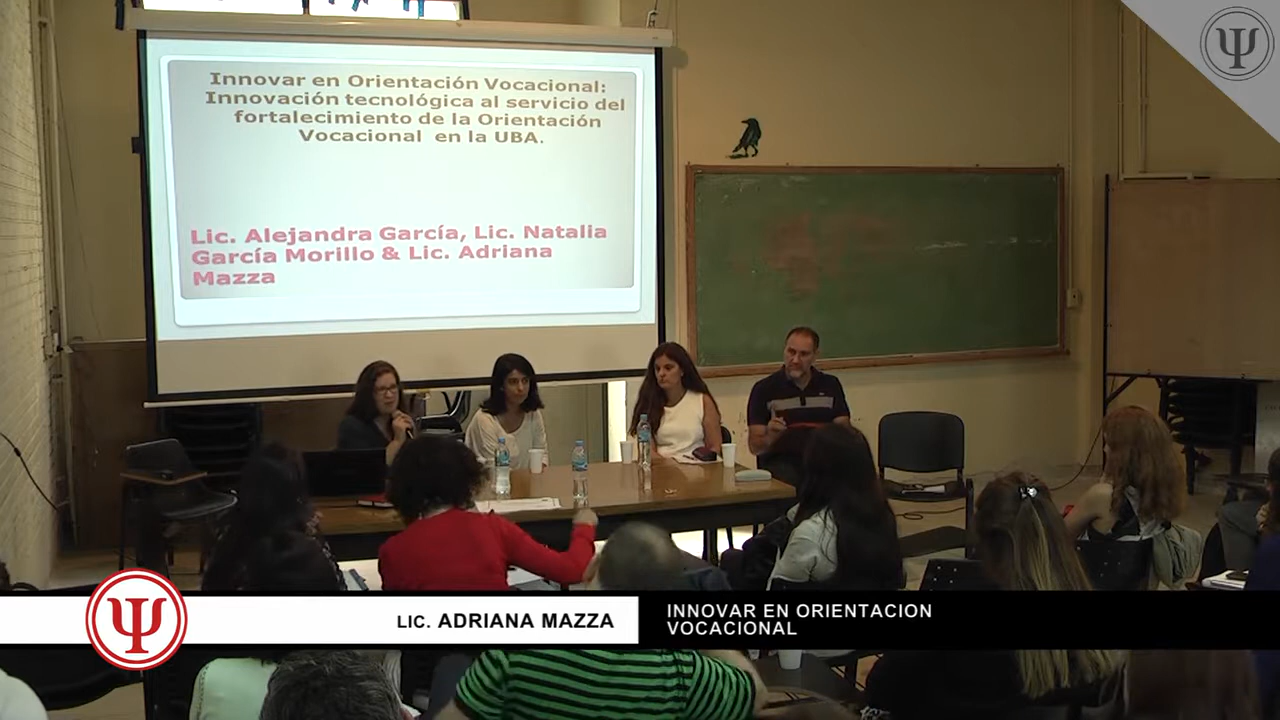 Innovar en Orientación Vocacional:
Innovación tecnológica al servicio del
fortalecimiento de la Orientación
Vocacional en la UBA.
Lic. Alejandra García, Lic. Natalia
García Morillo & Lic. Adriana
Mazza
Ψ
Ψ
LIC. ADRIANA MAZZA
INNOVAR EN ORIENTACION
VOCACIONAL